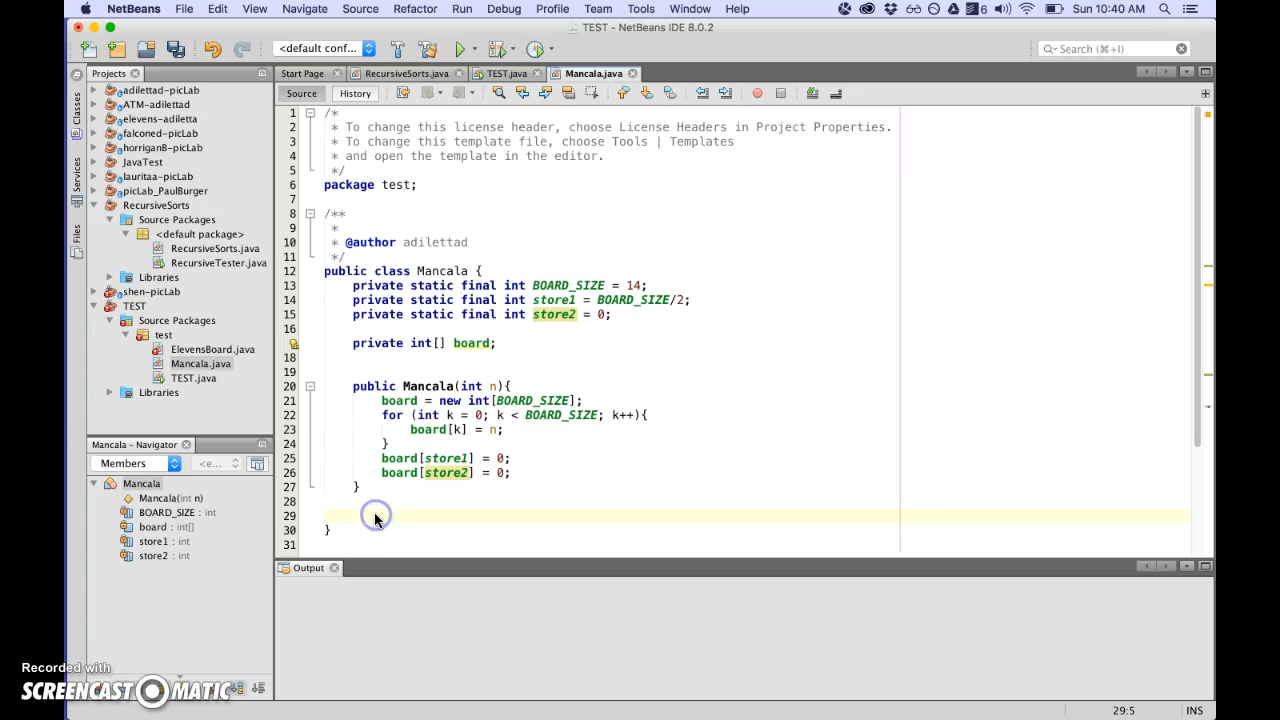 NetBeans File Edit View Navigate Source Refactor Run Debug Profile Team Tools Window Help 6 Sun 10:40 AM
TEST - NetBeans IDE 8.0.2
<default conf... Search (⌘+I)
Projects Start Page RecursiveSorts.java TEST.java Mancala.java
Source History
Classes
Services
Files
adilettad-picLab
ATM-adilettad
elevens-adiletta
falconed-picLab
horriganB-picLab
JavaTest
lauritaa-picLab
picLab_PaulBurger
RecursiveSorts
Source Packages
<default package>
RecursiveSorts.java
RecursiveTester.java
Libraries
shen-picLab
TEST
Source Packages
test
ElevensBoard.java
Mancala.java
TEST.java
Libraries
1 /*
2 * To change this license header, choose License Headers in Project Properties.
3 * To change this template file, choose Tools | Templates
4 * and open the template in the editor.
5 */
6 package test;
7
8 /**
9 *
10 * @author adilettad
11 */
12 public class Mancala {
13 private static final int BOARD_SIZE = 14;
14 private static final int store1 = BOARD_SIZE/2;
15 private static final int store2 = 0;
16
private int[] board;
18
19
20 public Mancala(int n){
21 board = new int[BOARD_SIZE];
22 for (int k = 0; k < BOARD_SIZE; k++){
23 board[k] = n;
24 }
25 board[store1] = 0;
26 board[store2] = 0;
27 }
28
29
30 }
31
Mancala - Navigator
Members <e...
Mancala
Mancala(int n)
BOARD_SIZE : int
board : int[]
store1 : int
store2 : int
Output
29:5 INS
Recorded with
SCREENCAST MATIC